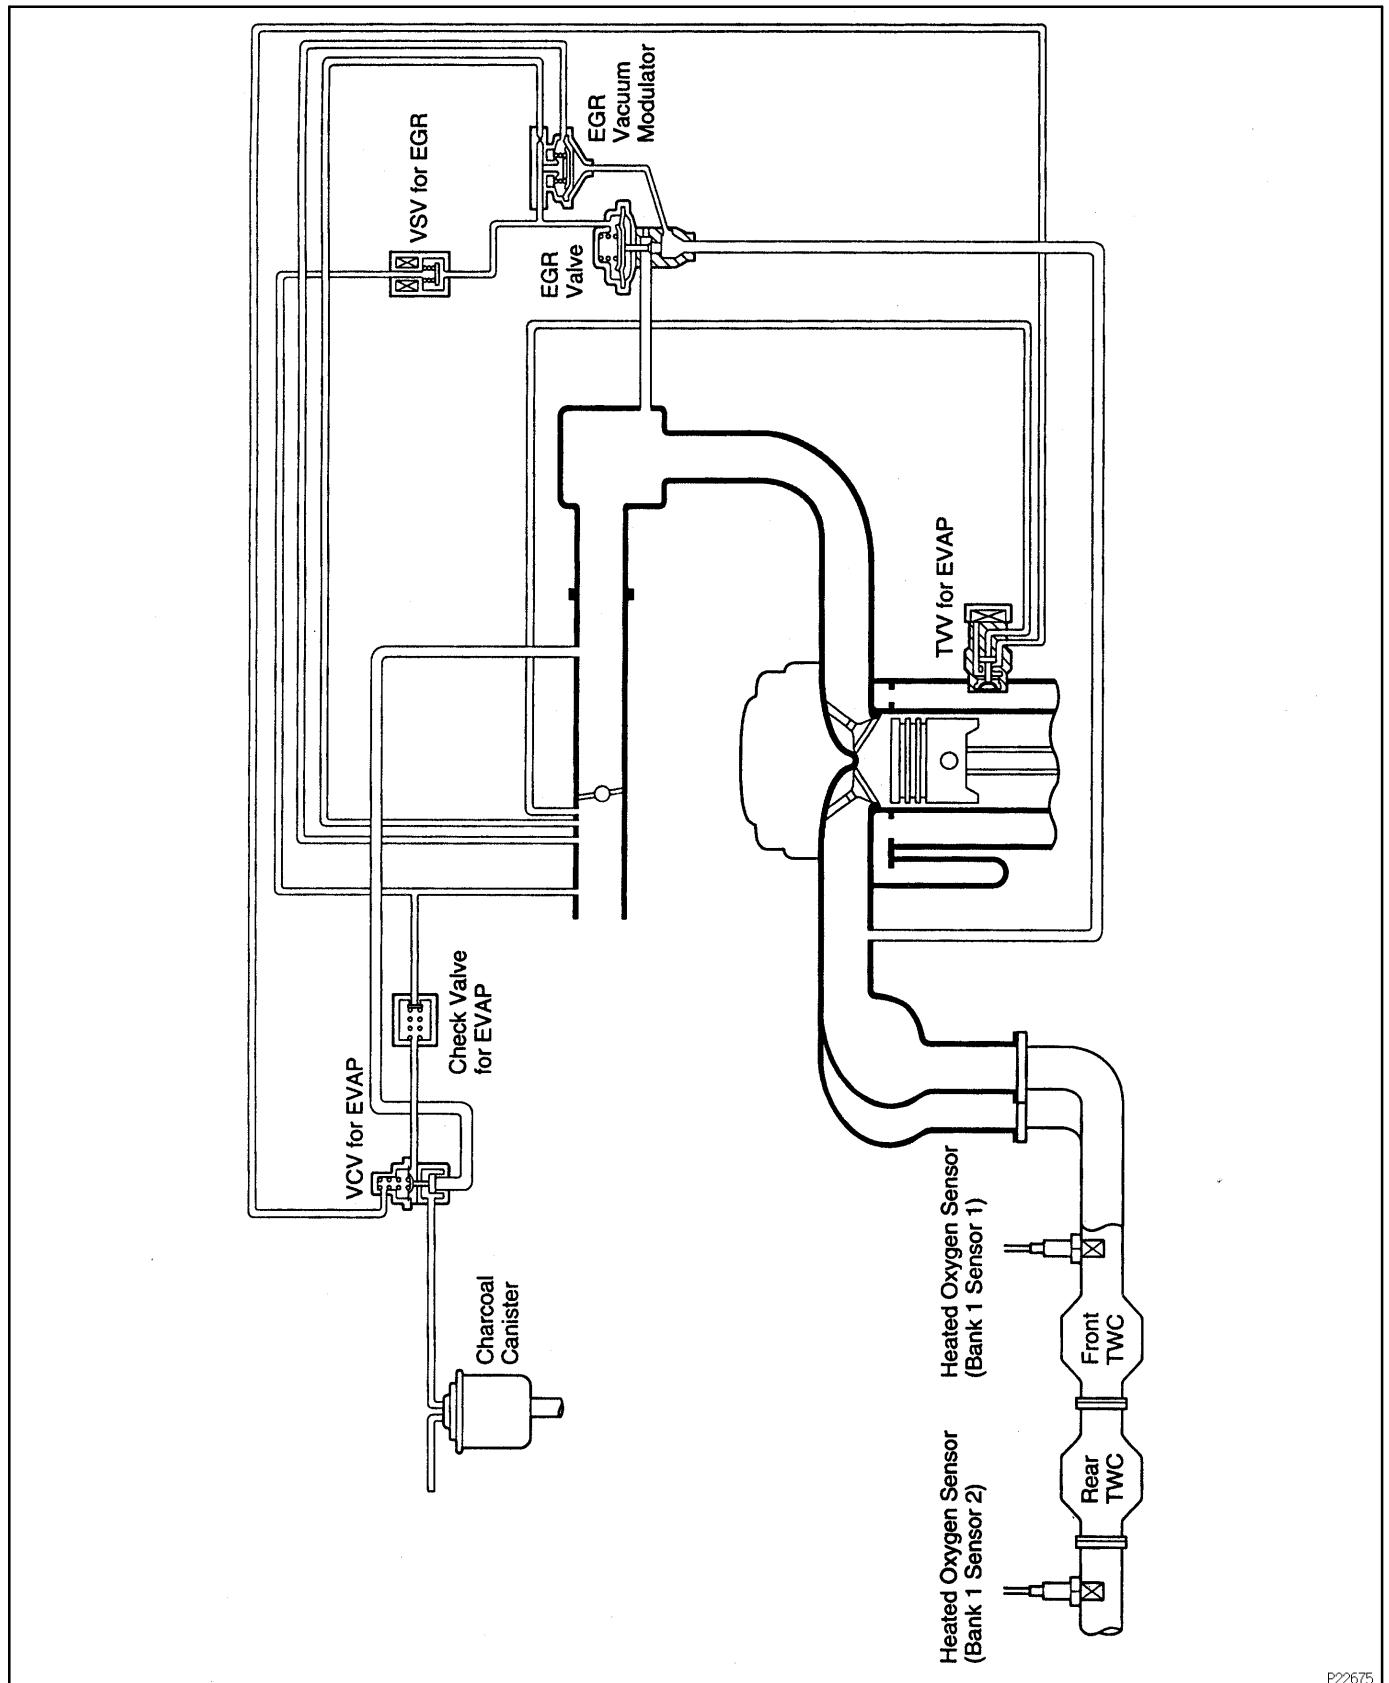 EGR
Vacuum
Modulator
VSV for EGR
EGR
Valve
TVV for EVAP
Check Valve
for EVAP
VCV for EVAP
Charcoal
Canister
Heated Oxygen Sensor
(Bank 1 Sensor 1)
Front
TWC
Heated Oxygen Sensor
(Bank 1 Sensor 2)
Rear
TWC
P22675